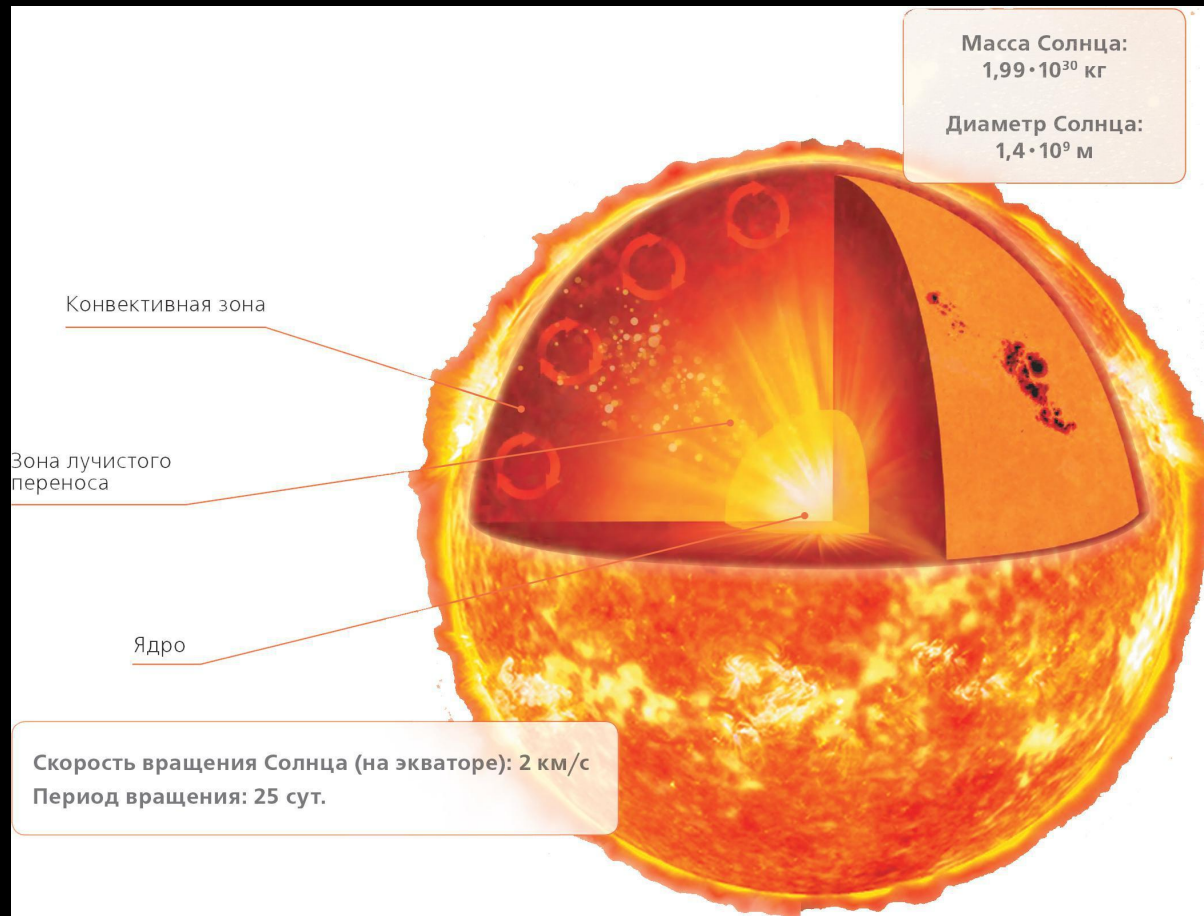 Масса Солнца:
1,99·10³⁰ кг
Диаметр Солнца:
1,4·10⁹ м
Конвективная зона
Зона лучистого
переноса
Ядро
Скорость вращения Солнца (на экваторе): 2 км/с
Период вращения: 25 сут.